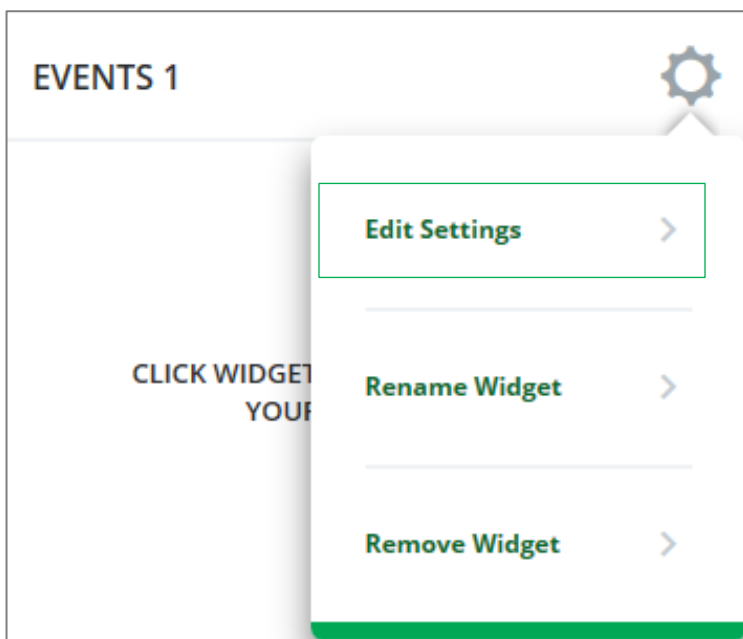 EVENTS 1
Edit Settings
CLICK WIDGET
YOUR
Rename Widget
Remove Widget